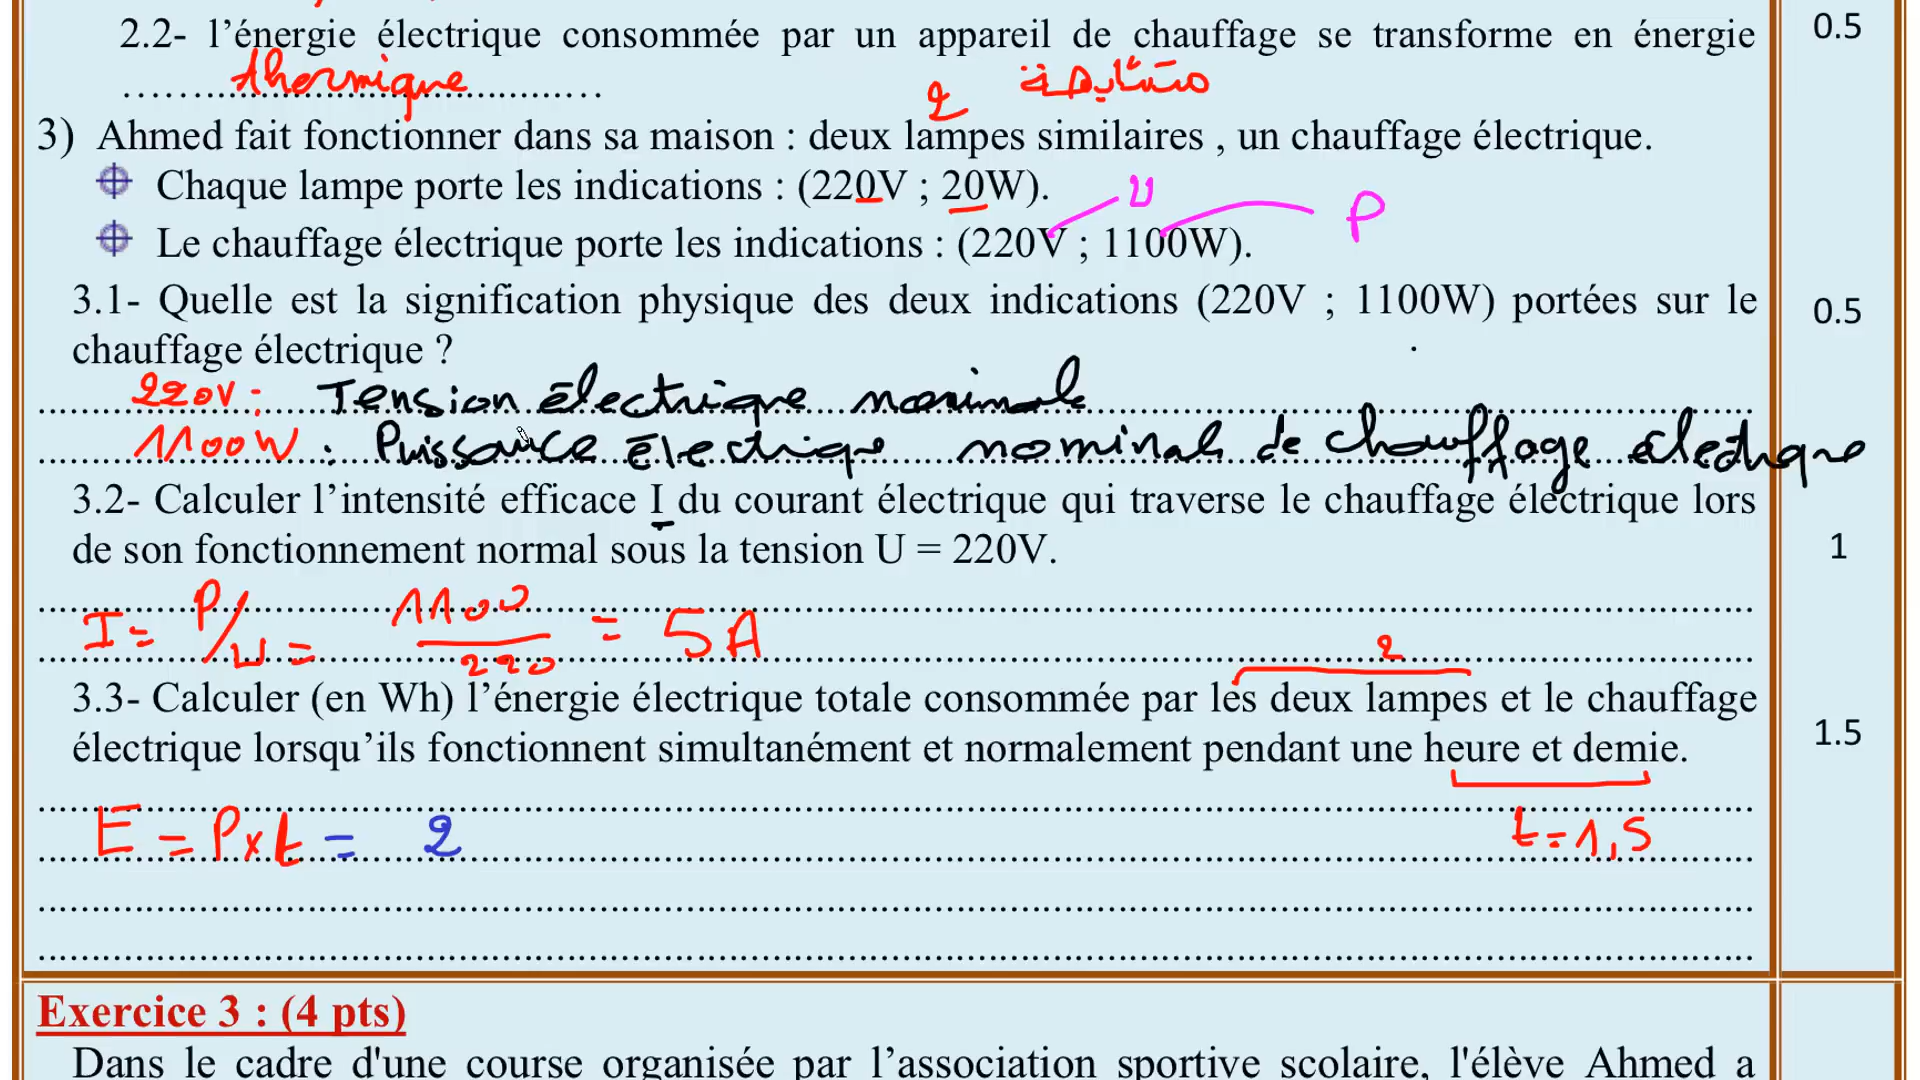 2.2- l’énergie électrique consommée par un appareil de chauffage se transforme en énergie
0.5
thermique
2 متشابهة
3) Ahmed fait fonctionner dans sa maison : deux lampes similaires , un chauffage électrique.
Chaque lampe porte les indications : (220V ; 20W).
U
P
Le chauffage électrique porte les indications : (220V ; 1100W).
3.1- Quelle est la signification physique des deux indications (220V ; 1100W) portées sur le
0.5
chauffage électrique ?
220V : Tension électrique nominale
1100W : Puissance électrique nominale de chauffage électrique
3.2- Calculer l’intensité efficace I du courant électrique qui traverse le chauffage électrique lors
de son fonctionnement normal sous la tension U = 220V.
1
I = P/U = 1100/220 = 5A
2
3.3- Calculer (en Wh) l’énergie électrique totale consommée par les deux lampes et le chauffage
1.5
électrique lorsqu’ils fonctionnent simultanément et normalement pendant une heure et demie.
E = P×t = 2
t=1,5
Exercice 3 : (4 pts)
Dans le cadre d'une course organisée par l’association sportive scolaire, l'élève Ahmed a